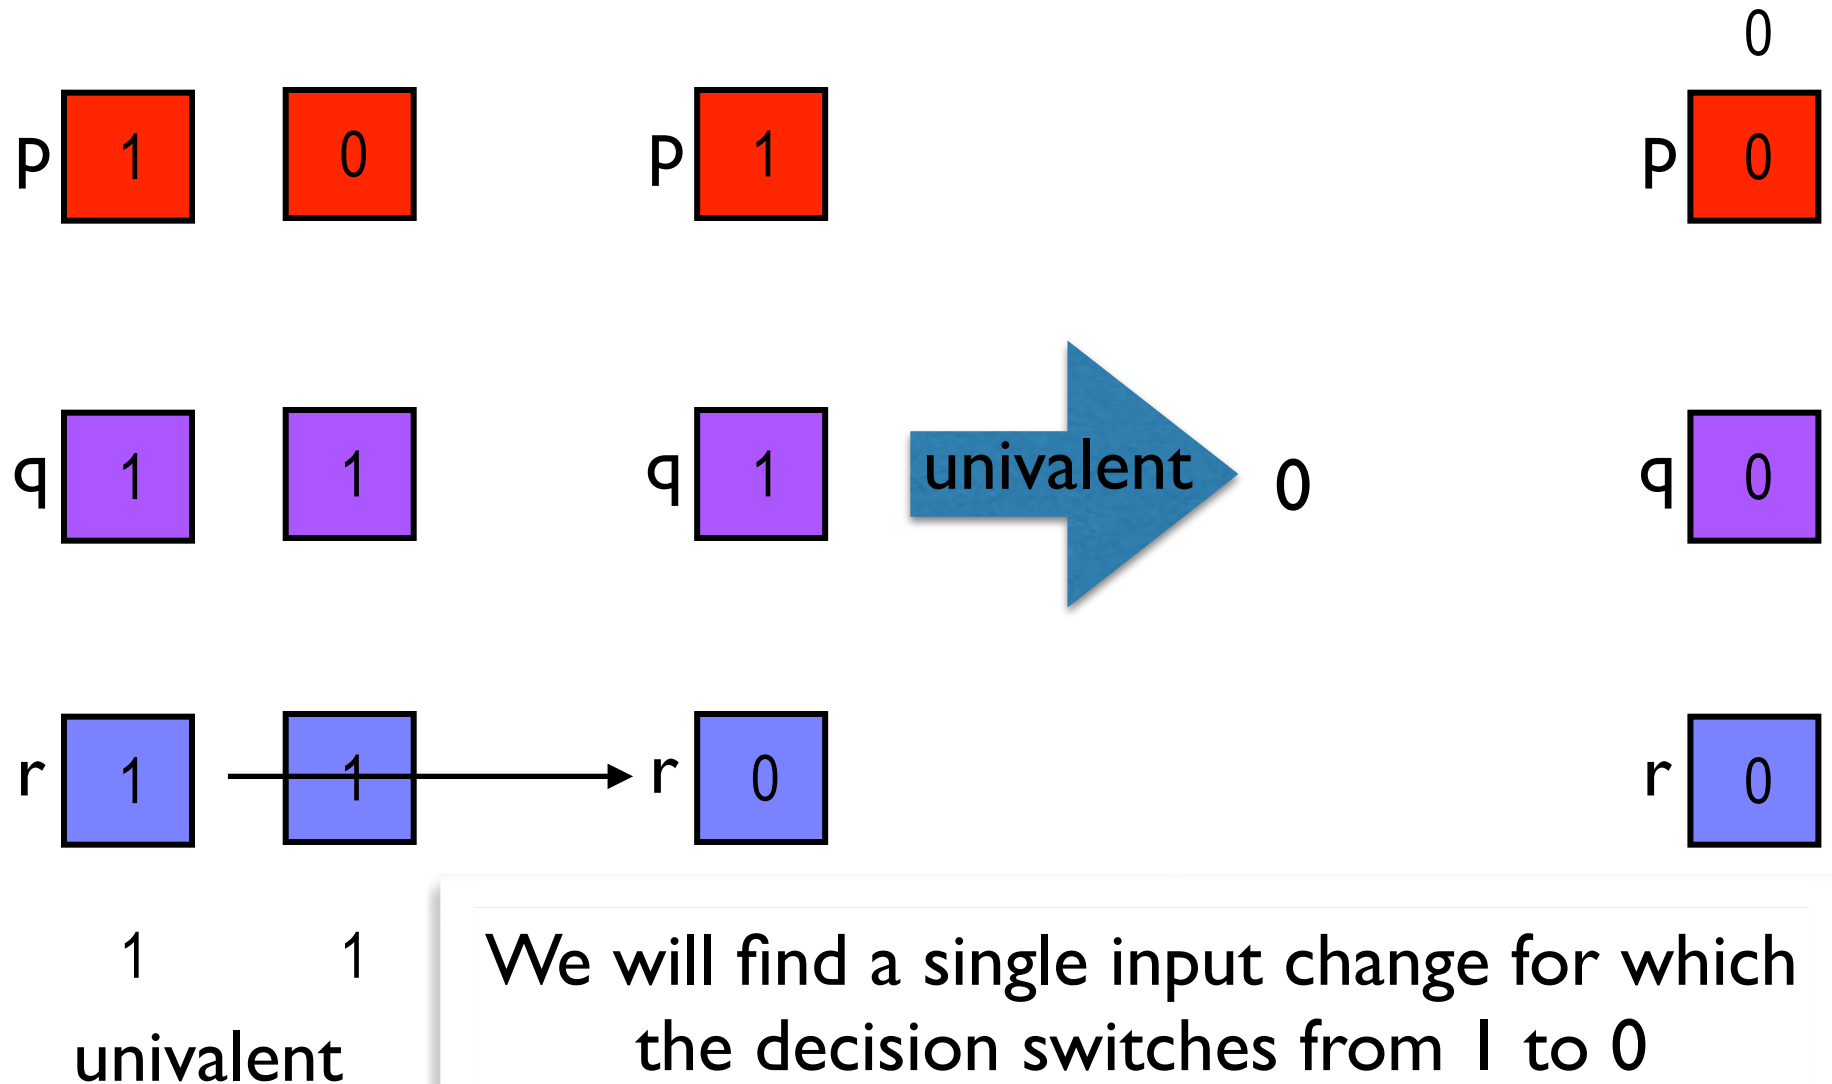 0
p 1 0 p 1 p 0
q 1 1 q 1 univalent 0 q 0
r 1 1 r 0 r 0
1 1
We will find a single input change for which
the decision switches from 1 to 0
univalent